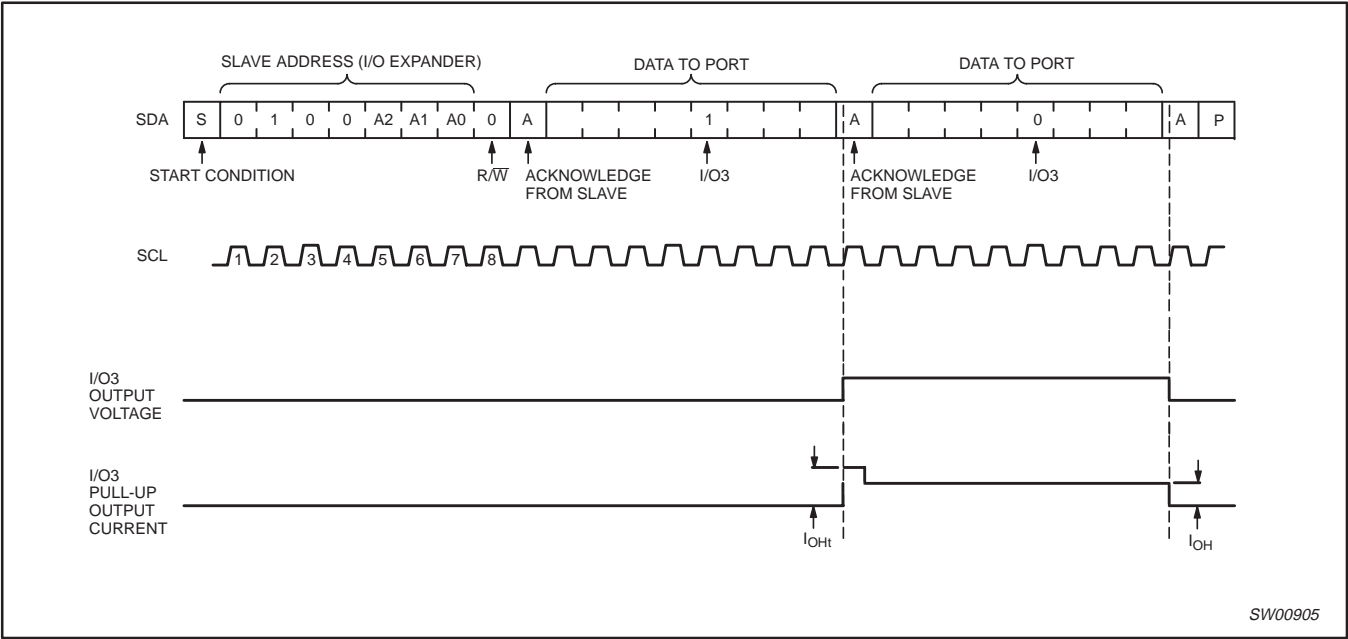 SLAVE ADDRESS (I/O EXPANDER)
DATA TO PORT
DATA TO PORT
SDA
S 0 1 0 0 A2 A1 A0 0 A 1 A 0 A P
START CONDITION
R/W̅
ACKNOWLEDGE
FROM SLAVE
I/O3
ACKNOWLEDGE
FROM SLAVE
I/O3
SCL
1 2 3 4 5 6 7 8
I/O3
OUTPUT
VOLTAGE
I/O3
PULL-UP
OUTPUT
CURRENT
IOHt
IOH
SW00905